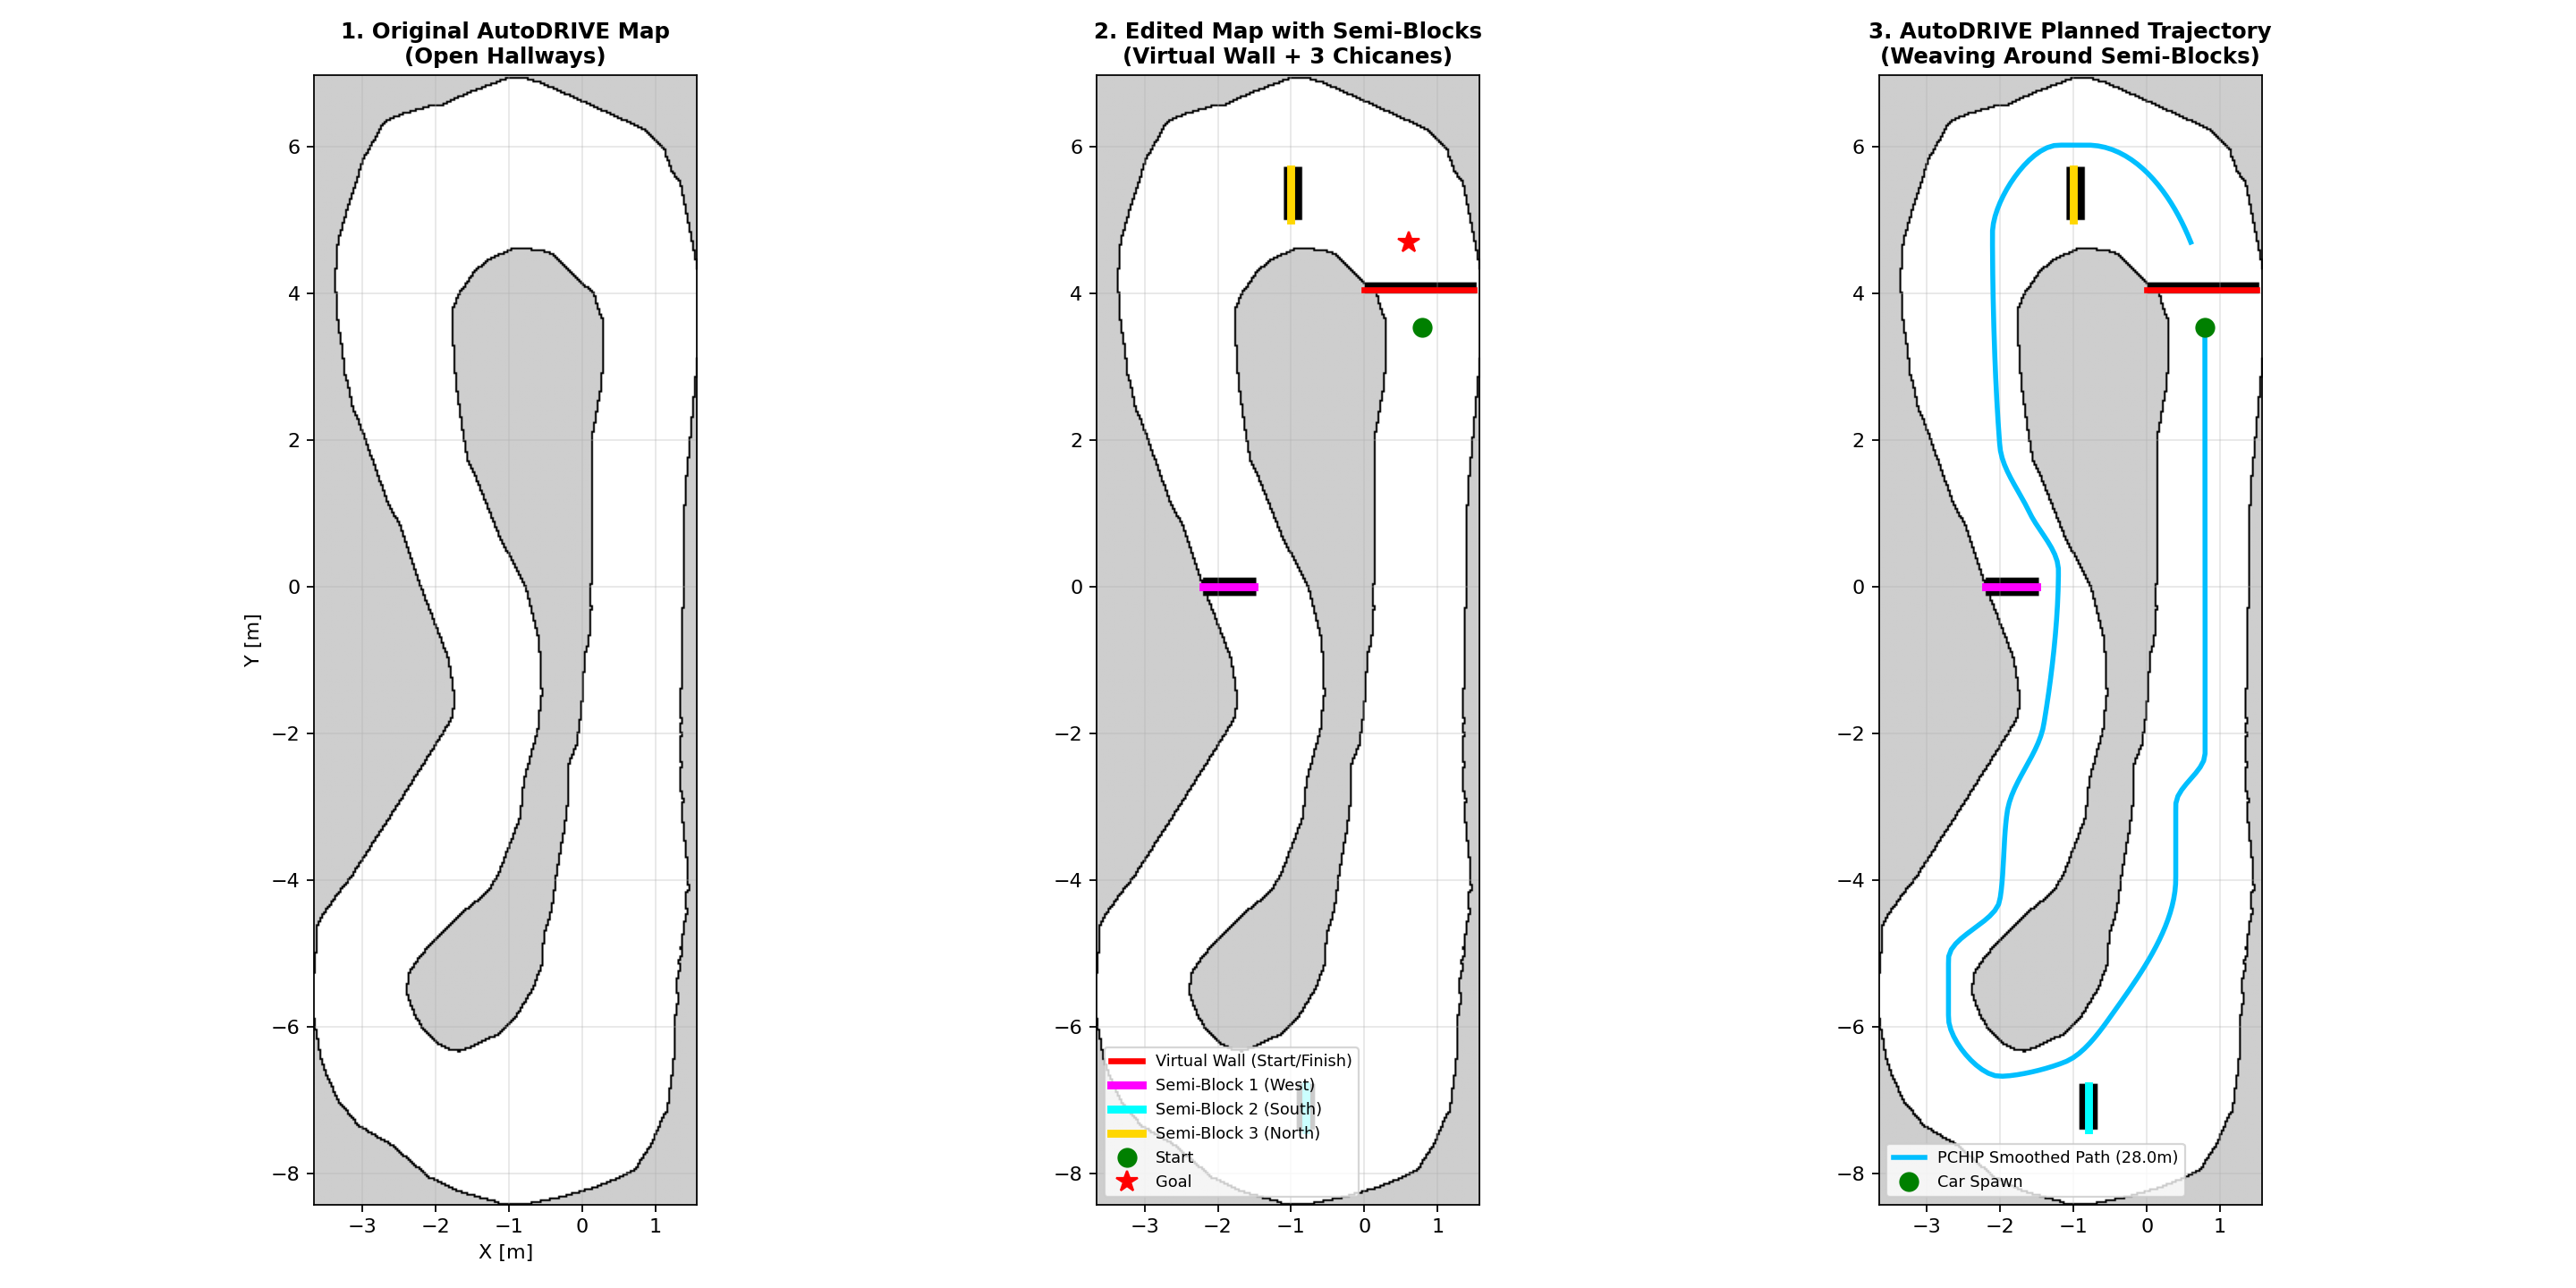 1. Original AutoDRIVE Map
(Open Hallways)
6
4
2
0
−2
−4
−6
−8
Y [m]
−3
−2
−1
0
1
X [m]
2. Edited Map with Semi-Blocks
(Virtual Wall + 3 Chicanes)
6
4
2
0
−2
−4
−6
−8
Virtual Wall (Start/Finish)
Semi-Block 1 (West)
Semi-Block 2 (South)
Semi-Block 3 (North)
Start
Goal
−3
−2
−1
0
1
3. AutoDRIVE Planned Trajectory
(Weaving Around Semi-Blocks)
6
4
2
0
−2
−4
−6
−8
PCHIP Smoothed Path (28.0m)
Car Spawn
−3
−2
−1
0
1